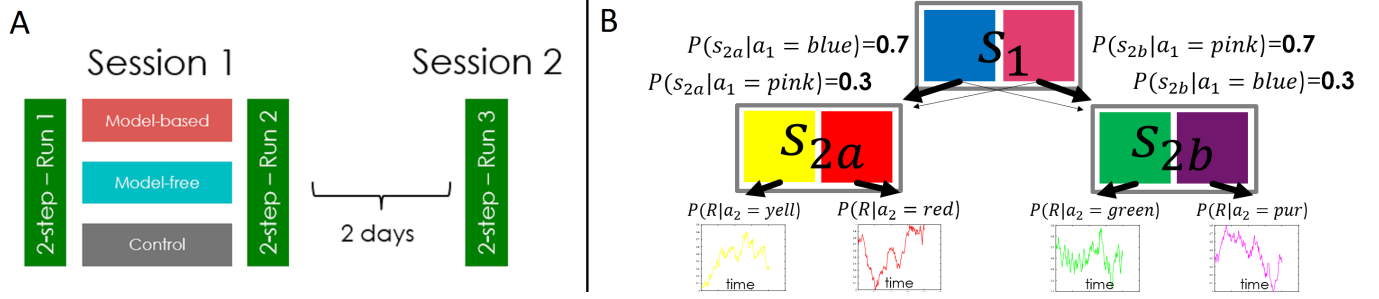 A
Session 1
Session 2
2-step – Run 1
Model-based
Model-free
Control
2-step – Run 2
2 days
2-step – Run 3
B
P(s2a|a1 = blue)=0.7
P(s2a|a1 = pink)=0.3
S1
P(s2b|a1 = pink)=0.7
P(s2b|a1 = blue)=0.3
S2a
S2b
P(R|a2 = yell)
P(R|a2 = red)
P(R|a2 = green)
P(R|a2 = pur)
time
time
time
time